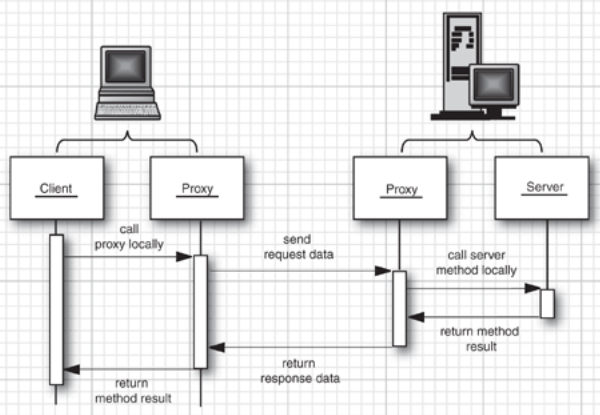 Client
Proxy
Proxy
Server
call
proxy locally
send
request data
call server
method locally
return method
result
return
response data
return
method result